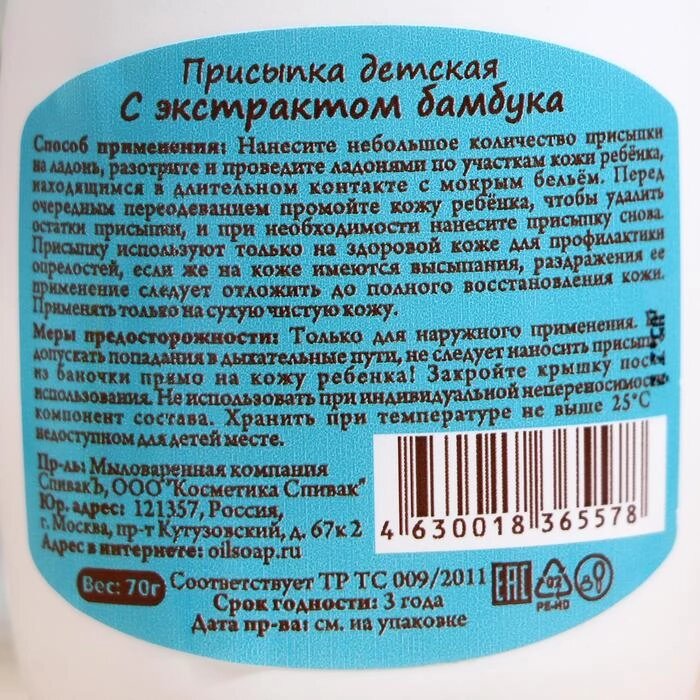 Присыпка детская
С экстрактом бамбука
Способ применения: Нанесите небольшое количество присыпки
на ладонь, разотрите и проведите ладонями по участкам кожи ребёнка,
находящимся в длительном контакте с мокрым бельём. Перед
очередным переодеванием промойте кожу ребёнка, чтобы удалить
остатки присыпки, и при необходимости нанесите присыпку снова.
Присыпку используют только на здоровой коже для профилактики
опрелостей, если же на коже имеются высыпания, раздражения ее
применение следует отложить до полного восстановления кожи.
Применять только на сухую чистую кожу.
Меры предосторожности: Только для наружного применения.
допускать попадания в дыхательные пути, не следует наносить присып
из баночки прямо на кожу ребенка! Закройте крышку пос
использования. Не использовать при индивидуальной непереносимос
компонент состава. Хранить при температуре не выше 25°С
недоступном для детей месте.
Пр-ль: Мыловаренная компания
СпивакЪ, ООО "Косметика Спивак"
Юр. адрес: 121357, Россия,
г. Москва, пр-т Кутузовский, д. 67к2
Адрес в интернете: oilsoap.ru
4 630018 365578
Вес: 70г
Соответствует ТР ТС 009/2011
EAC
02
PE-HD
Срок годности: 3 года
Дата пр-ва: см. на упаковке